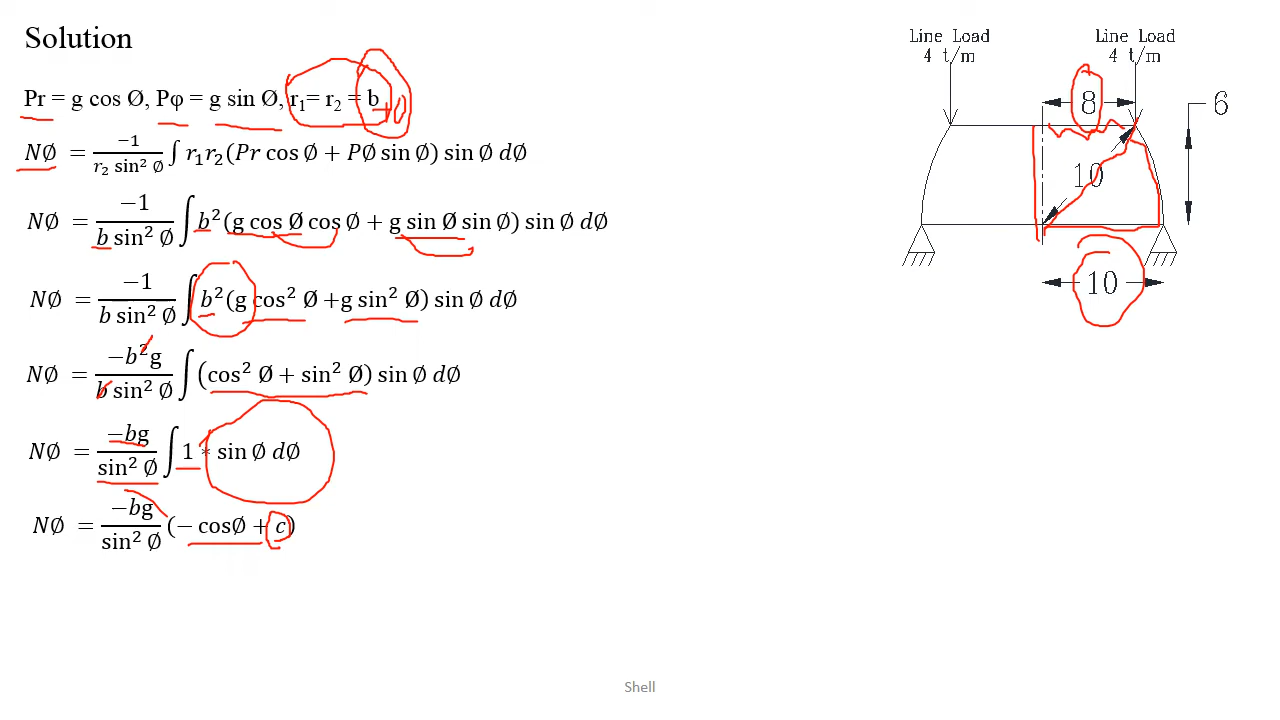 Solution
Pr = g cos Ø, Pφ = g sin Ø, r₁= r₂ = b
NØ = −1/(r₂ sin² Ø) ∫ r₁r₂(Pr cos Ø + PØ sin Ø) sin Ø dØ
NØ = −1/(b sin² Ø) ∫ b²(g cos Ø cos Ø + g sin Ø sin Ø) sin Ø dØ
NØ = −1/(b sin² Ø) ∫ b²(g cos² Ø +g sin² Ø) sin Ø dØ
NØ = −b²g/(b sin² Ø) ∫ (cos² Ø + sin² Ø) sin Ø dØ
NØ = −bg/(sin² Ø) ∫ 1 * sin Ø dØ
NØ = −bg/(sin² Ø) (− cosØ + c)
Line Load
4 t/m
Line Load
4 t/m
8
6
10
10
Shell